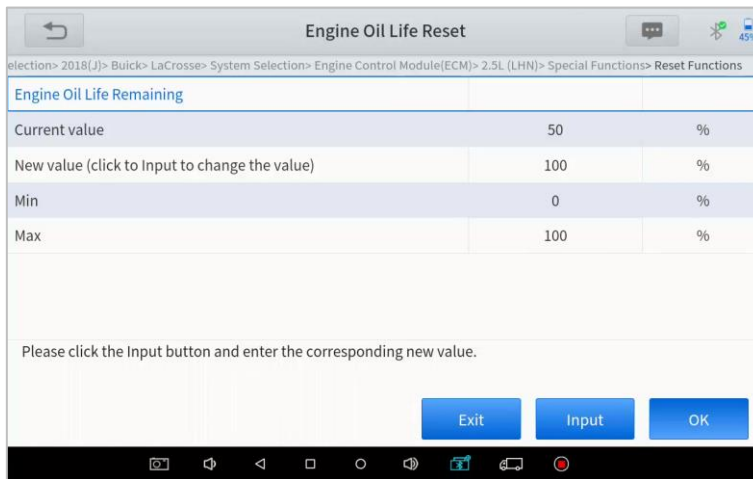 Engine Oil Life Reset
45%
election> 2018(J)> Buick> LaCrosse> System Selection> Engine Control Module(ECM)> 2.5L (LHN)> Special Functions> Reset Functions
Engine Oil Life Remaining
Current value 50 %
New value (click to Input to change the value) 100 %
Min 0 %
Max 100 %
Please click the Input button and enter the corresponding new value.
Exit Input OK